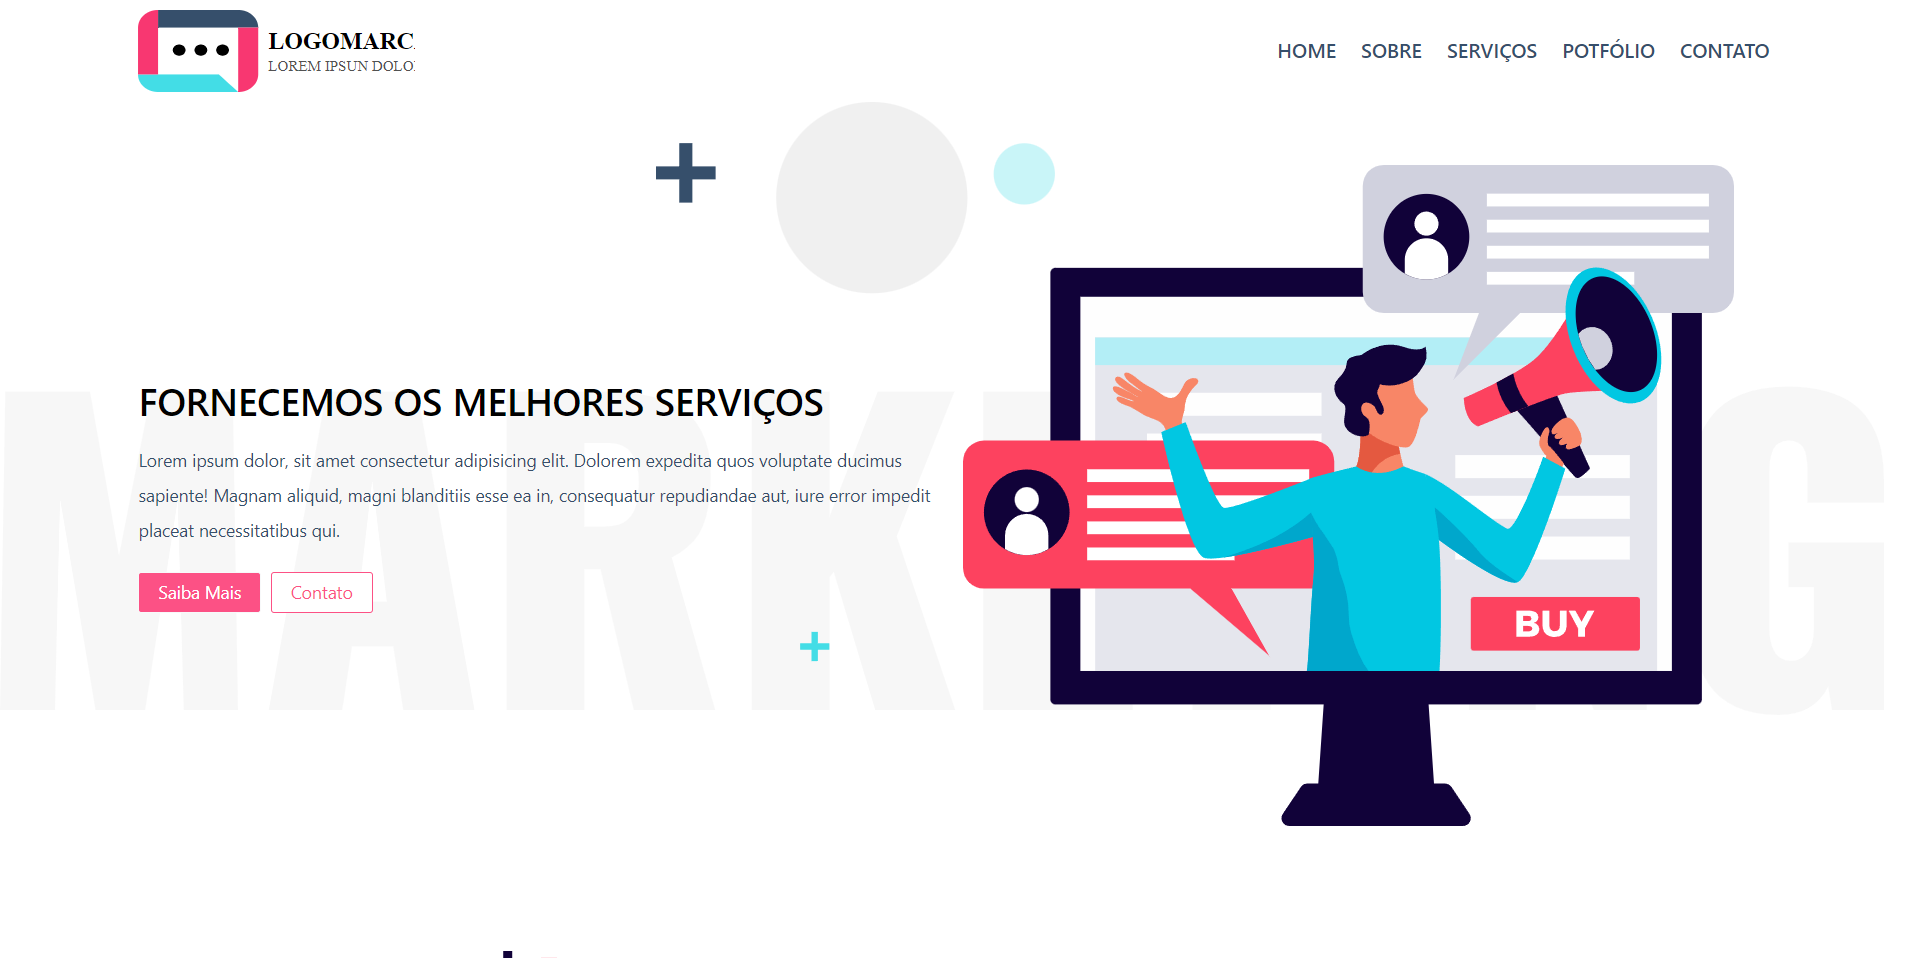 LOGOMARC
LOREM IPSUN DOLO
HOME SOBRE SERVIÇOS POTFÓLIO CONTATO
FORNECEMOS OS MELHORES SERVIÇOS
Lorem ipsum dolor, sit amet consectetur adipisicing elit. Dolorem expedita quos voluptate ducimus
sapiente! Magnam aliquid, magni blanditiis esse ea in, consequatur repudiandae aut, iure error impedit
placeat necessitatibus qui.
Saiba Mais Contato
BUY